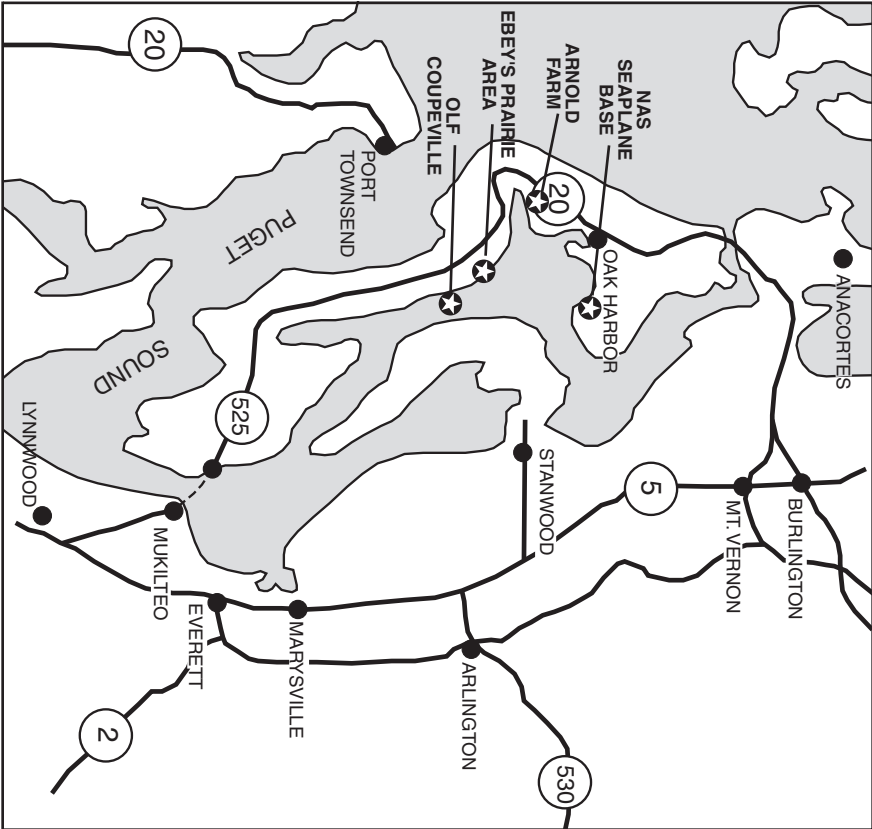 ANACORTES
BURLINGTON
MT. VERNON
NAS
SEAPLANE
BASE
OAK HARBOR
5
20
ARNOLD
FARM
STANWOOD
530
EBEY'S PRAIRIE
AREA
ARLINGTON
OLF
COUPEVILLE
PORT
TOWNSEND
MARYSVILLE
PUGET
SOUND
525
EVERETT
20
MUKILTEO
2
LYNNWOOD